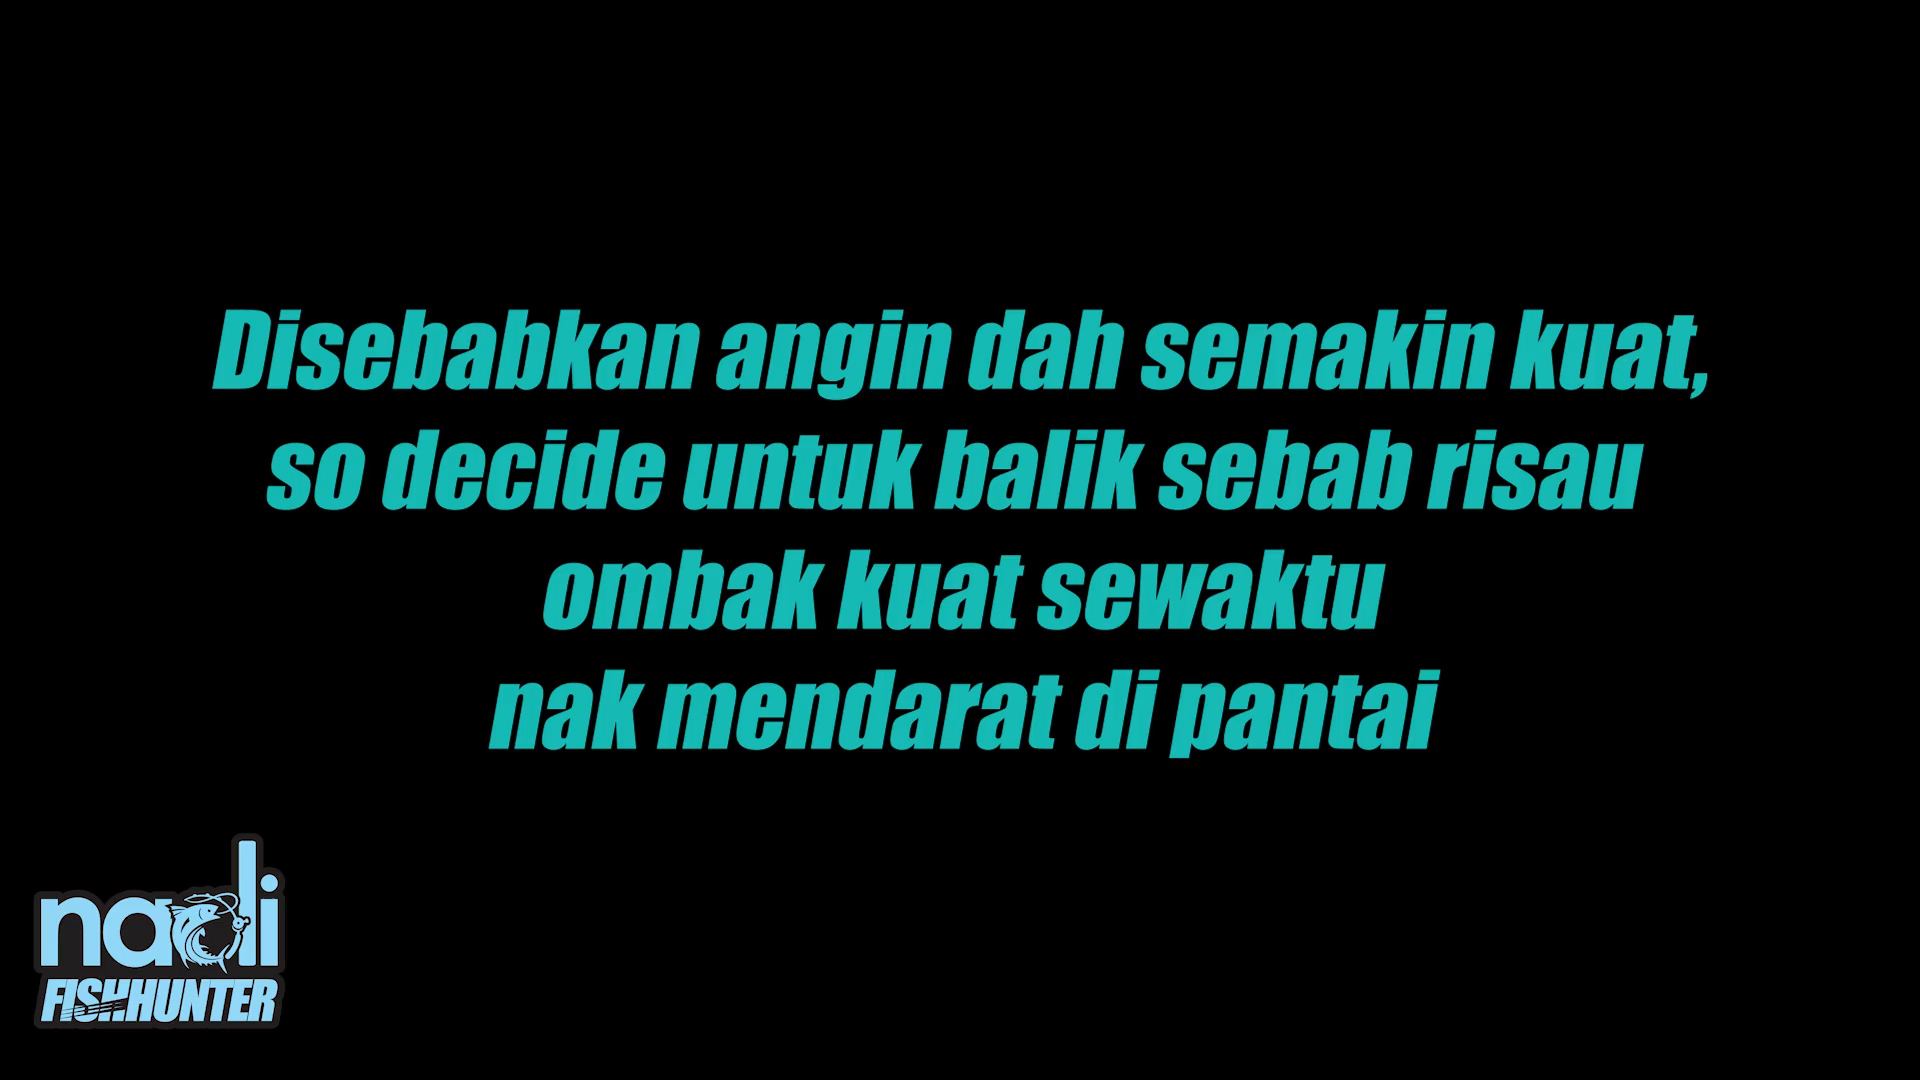 Disebabkan angin dah semakin kuat,
so decide untuk balik sebab risau
ombak kuat sewaktu
nak mendarat di pantai
nadi
FISHHUNTER